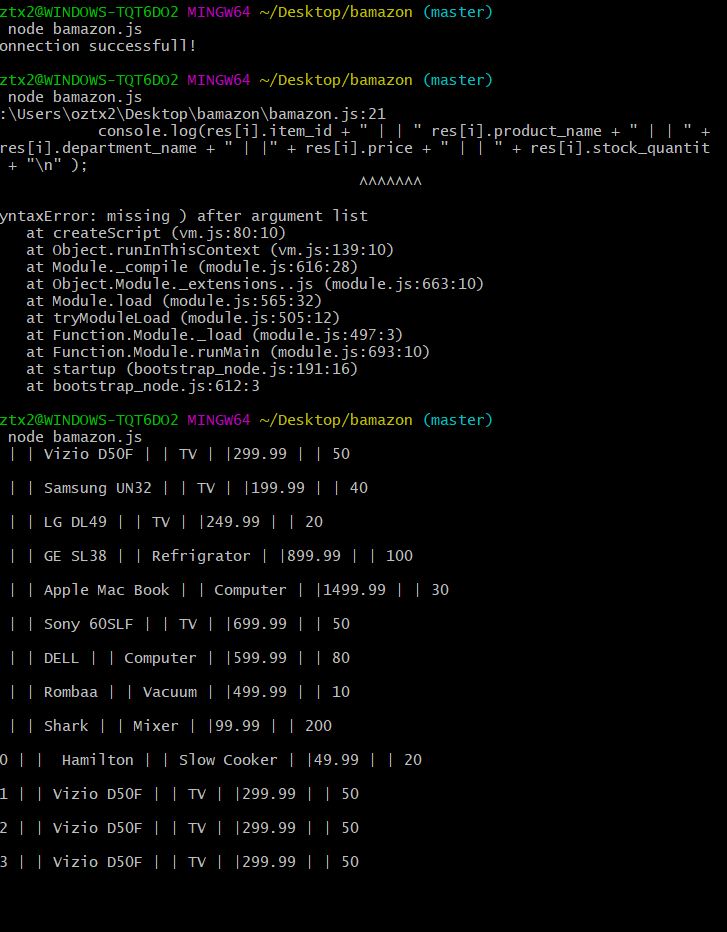 ztx2@WINDOWS-TQT6DO2 MINGW64 ~/Desktop/bamazon (master)
node bamazon.js
onnection successfull!
ztx2@WINDOWS-TQT6DO2 MINGW64 ~/Desktop/bamazon (master)
node bamazon.js
:\Users\oztx2\Desktop\bamazon\bamazon.js:21
console.log(res[i].item_id + " | | " res[i].product_name + " | | " +
res[i].department_name + " | |" + res[i].price + " | | " + res[i].stock_quantit
+ "\n" );
^^^^^^^
yntaxError: missing ) after argument list
at createScript (vm.js:80:10)
at Object.runInThisContext (vm.js:139:10)
at Module._compile (module.js:616:28)
at Object.Module._extensions..js (module.js:663:10)
at Module.load (module.js:565:32)
at tryModuleLoad (module.js:505:12)
at Function.Module._load (module.js:497:3)
at Function.Module.runMain (module.js:693:10)
at startup (bootstrap_node.js:191:16)
at bootstrap_node.js:612:3
ztx2@WINDOWS-TQT6DO2 MINGW64 ~/Desktop/bamazon (master)
node bamazon.js
| | Vizio D50F | | TV | |299.99 | | 50
| | Samsung UN32 | | TV | |199.99 | | 40
| | LG DL49 | | TV | |249.99 | | 20
| | GE SL38 | | Refrigrator | |899.99 | | 100
| | Apple Mac Book | | Computer | |1499.99 | | 30
| | Sony 60SLF | | TV | |699.99 | | 50
| | DELL | | Computer | |599.99 | | 80
| | Rombaa | | Vacuum | |499.99 | | 10
| | Shark | | Mixer | |99.99 | | 200
0 | |  Hamilton | | Slow Cooker | |49.99 | | 20
1 | | Vizio D50F | | TV | |299.99 | | 50
2 | | Vizio D50F | | TV | |299.99 | | 50
3 | | Vizio D50F | | TV | |299.99 | | 50